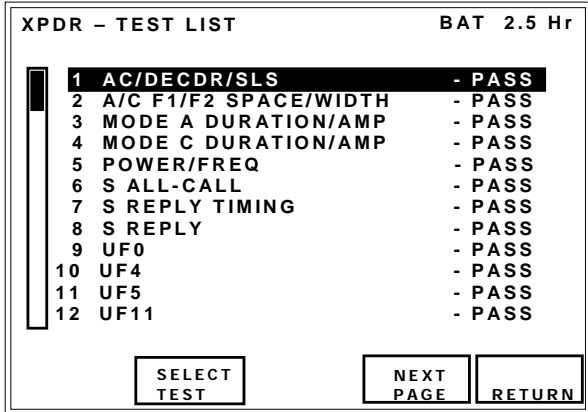 XPDR – TEST LIST BAT 2.5 Hr
1 AC/DECDR/SLS - PASS
2 A/C F1/F2 SPACE/WIDTH - PASS
3 MODE A DURATION/AMP - PASS
4 MODE C DURATION/AMP - PASS
5 POWER/FREQ - PASS
6 S ALL-CALL - PASS
7 S REPLY TIMING - PASS
8 S REPLY - PASS
9 UF0 - PASS
10 UF4 - PASS
11 UF5 - PASS
12 UF11 - PASS
SELECT
TEST
NEXT
PAGE
RETURN